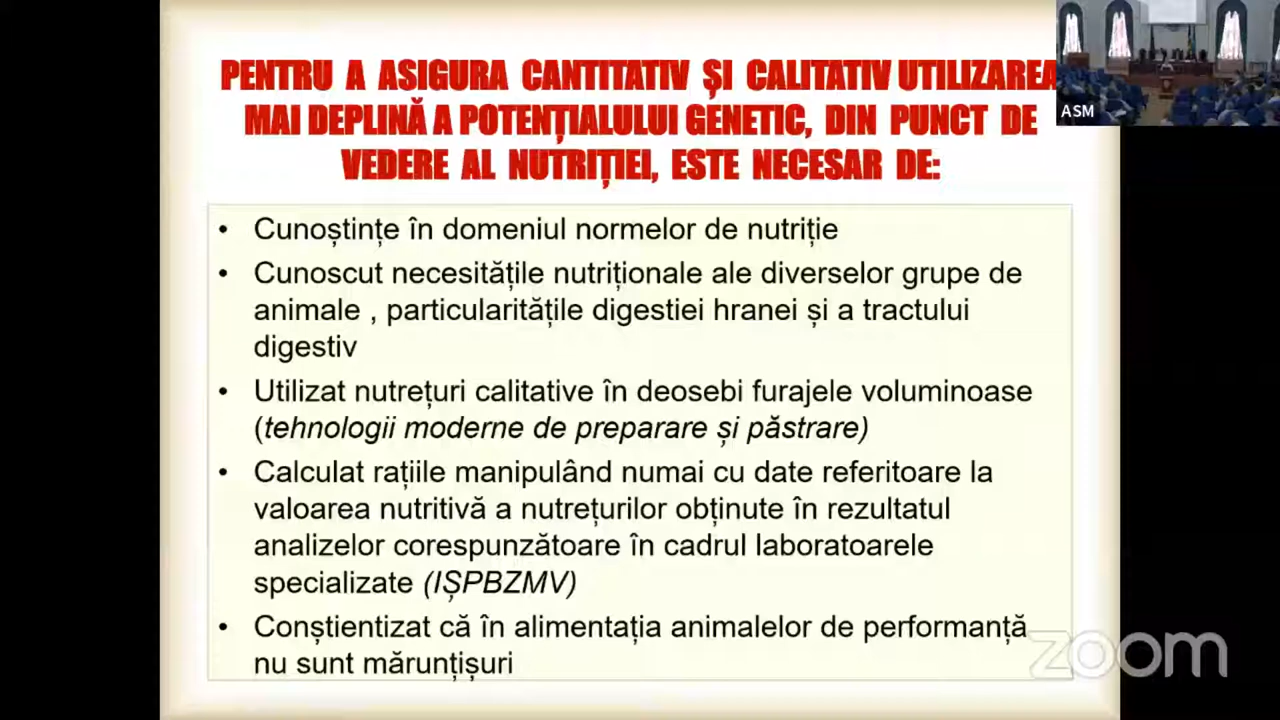 PENTRU A ASIGURA CANTITATIV ȘI CALITATIV UTILIZAREA
MAI DEPLINĂ A POTENȚIALULUI GENETIC, DIN PUNCT DE
VEDERE AL NUTRIȚIEI, ESTE NECESAR DE:
ASM
• Cunoștințe în domeniul normelor de nutriție
• Cunoscut necesitățile nutriționale ale diverselor grupe de
animale , particularitățile digestiei hranei și a tractului
digestiv
• Utilizat nutrețuri calitative în deosebi furajele voluminoase
(tehnologii moderne de preparare și păstrare)
• Calculat rațiile manipulând numai cu date referitoare la
valoarea nutritivă a nutrețurilor obținute în rezultatul
analizelor corespunzătoare în cadrul laboratoarele
specializate (IȘPBZMV)
• Conștientizat că în alimentația animalelor de performanță
nu sunt mărunțișuri
zoom